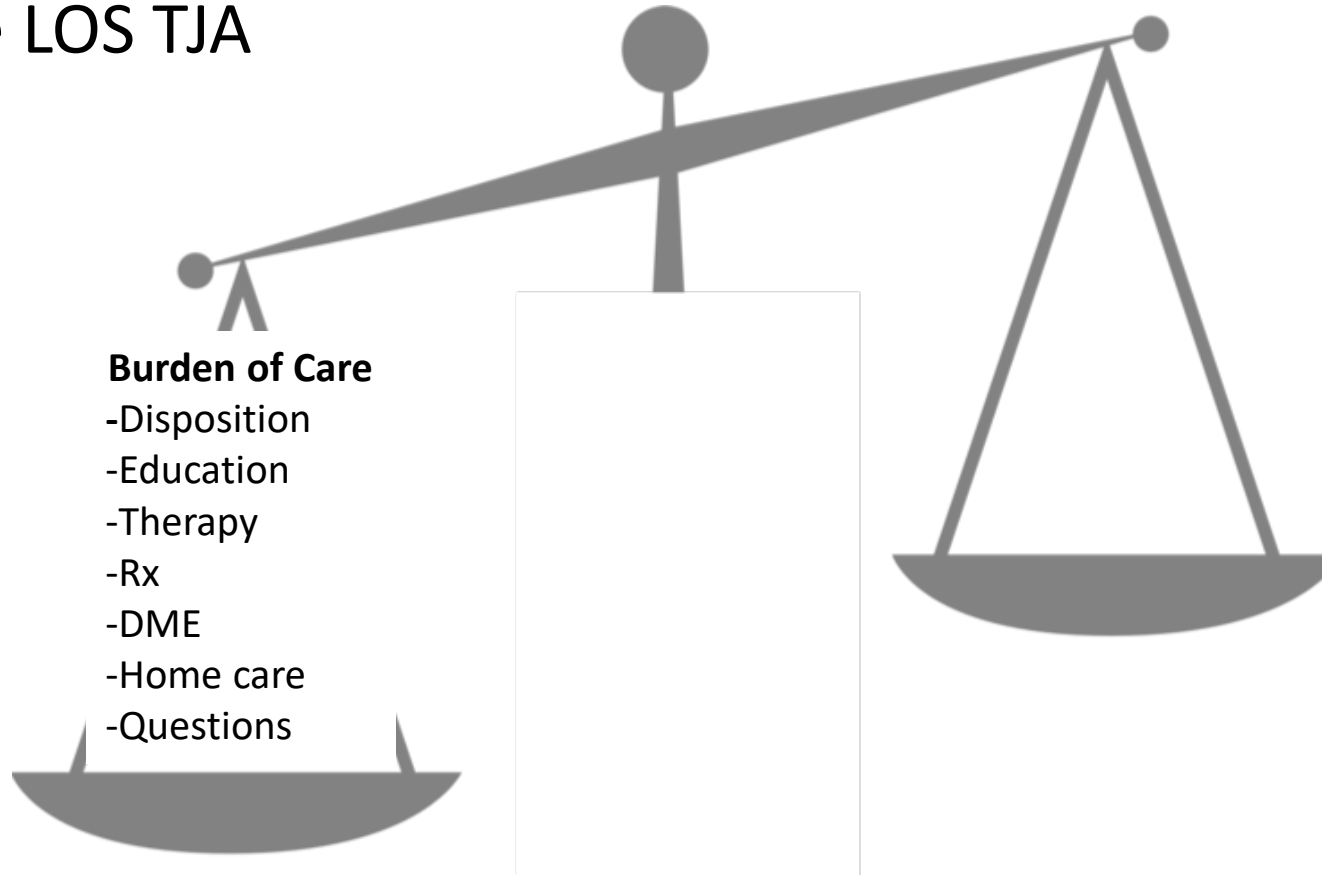 LOS TJA
Burden of Care
-Disposition
-Education
-Therapy
-Rx
-DME
-Home care
-Questions